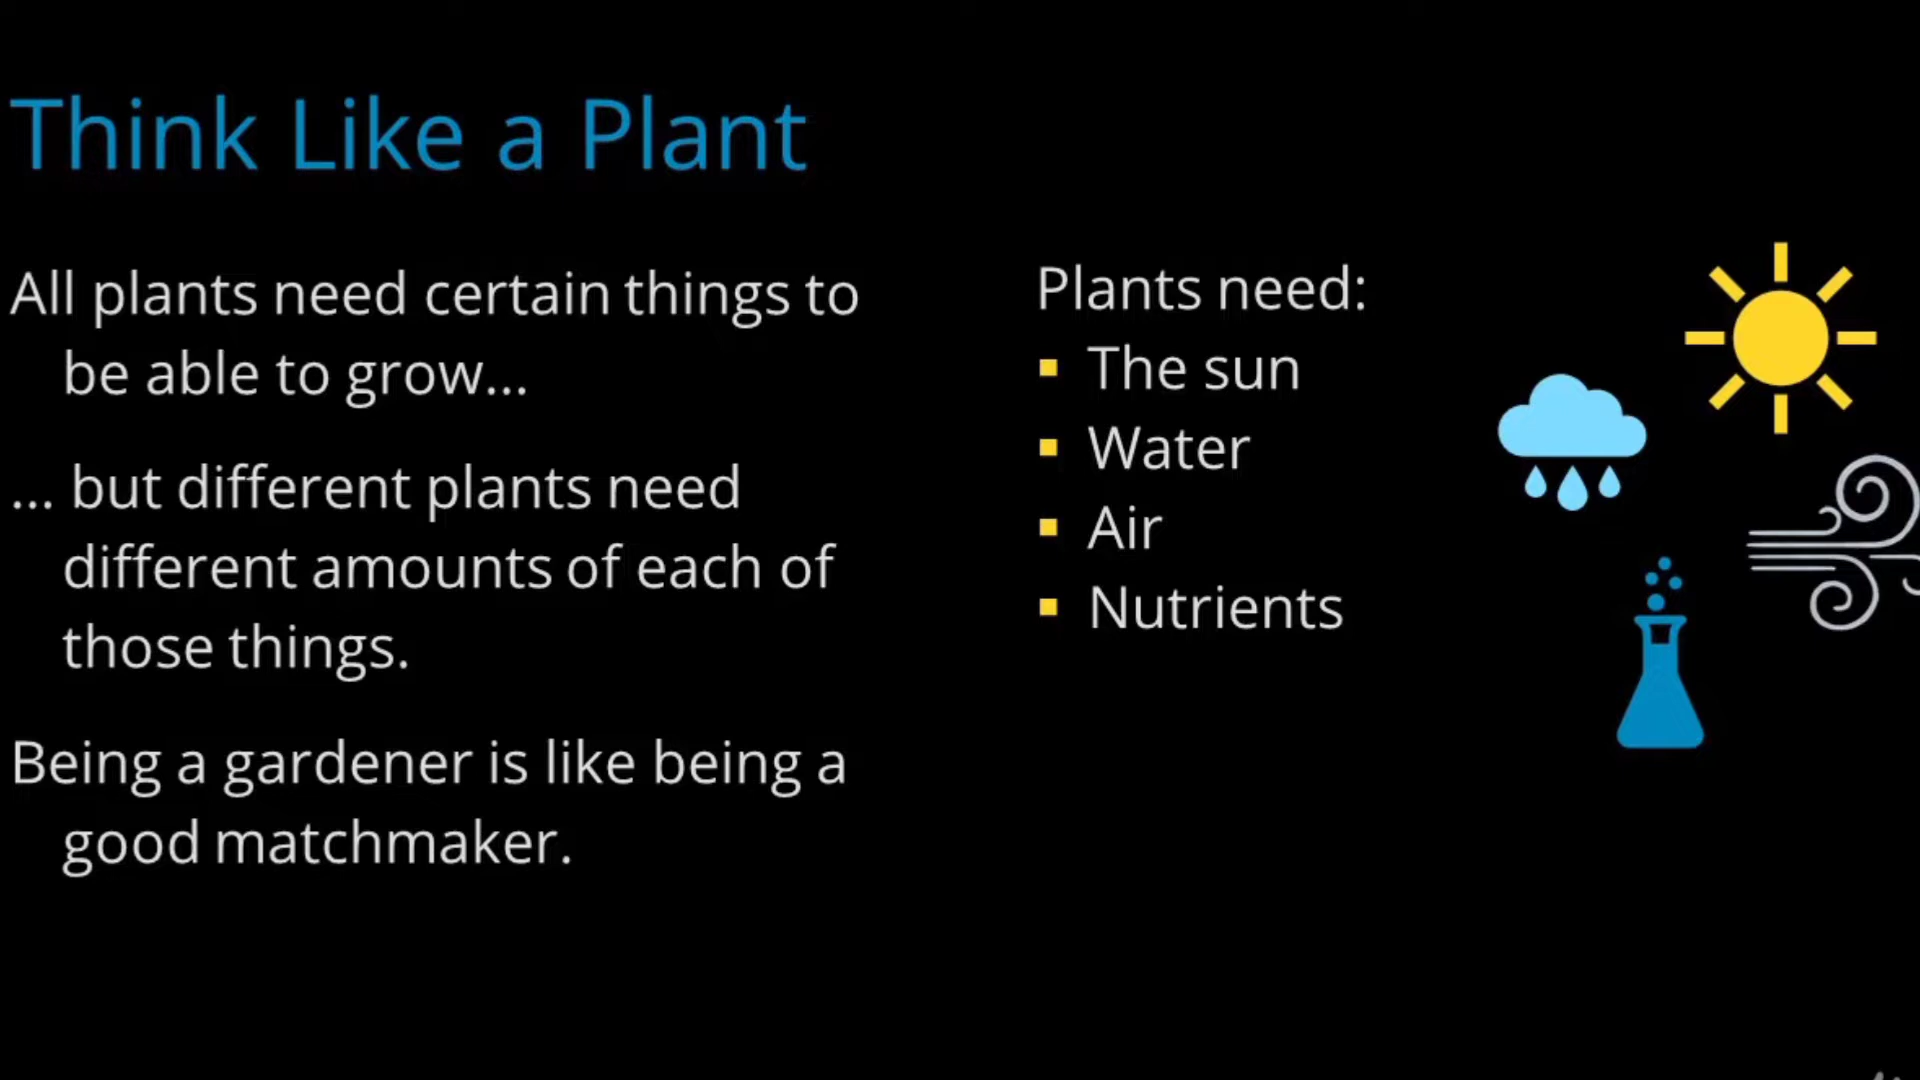 Think Like a Plant
All plants need certain things to
be able to grow...
... but different plants need
different amounts of each of
those things.
Being a gardener is like being a
good matchmaker.
Plants need:
▪ The sun
▪ Water
▪ Air
▪ Nutrients